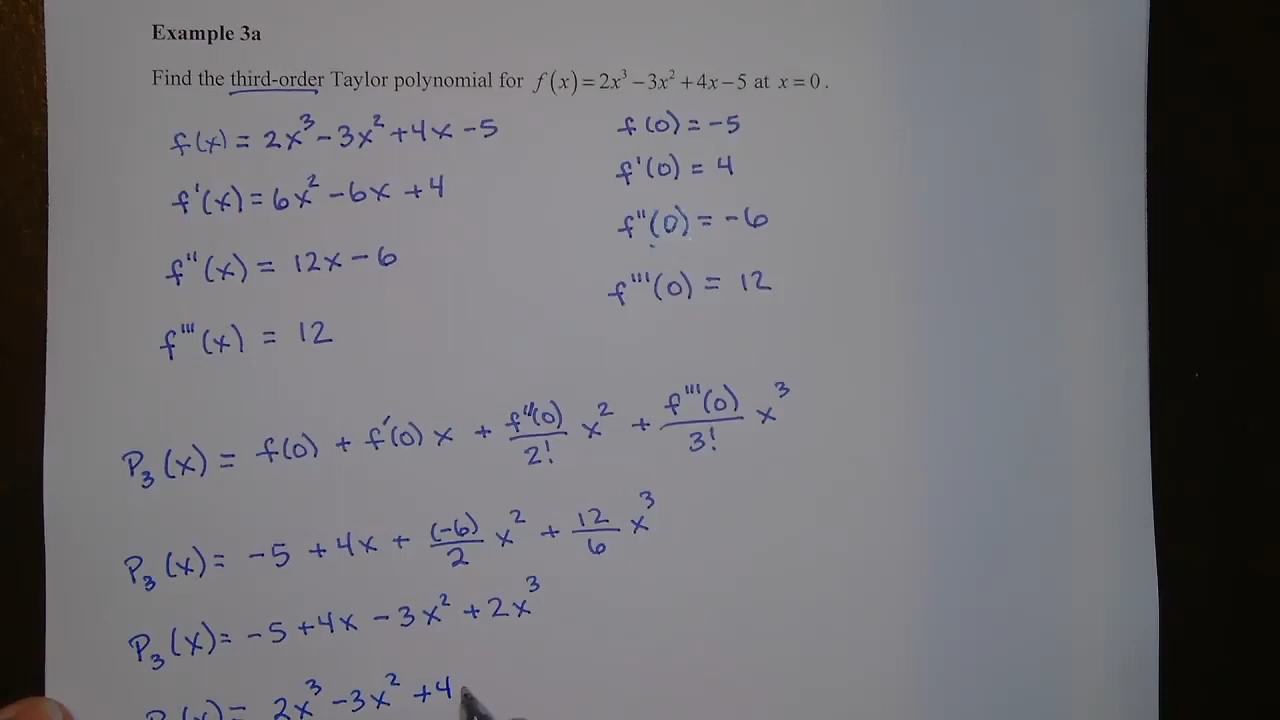 Example 3a
Find the third-order Taylor polynomial for f(x)=2x³−3x²+4x−5 at x=0.
f(x) = 2x³ −3x² +4x −5
f(0) = −5
f'(x) = 6x² −6x +4
f'(0) = 4
f''(x) = 12x −6
f''(0) = −6
f'''(x) = 12
f'''(0) = 12
P₃(x) = f(0) + f'(0)x + f''(0)/2! x² + f'''(0)/3! x³
P₃(x) = −5 +4x + (−6)/2 x² + 12/6 x³
P₃(x) = −5 +4x −3x² +2x³
P₃(x) = 2x³ −3x² +4